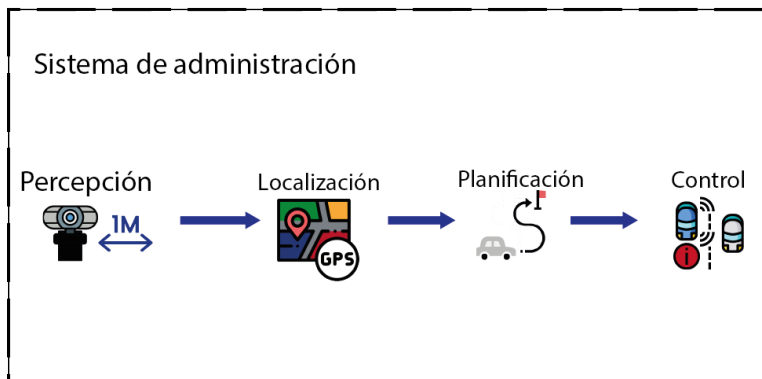 Sistema de administración
Percepción
Localización
Planificación
Control
1M
GPS
i